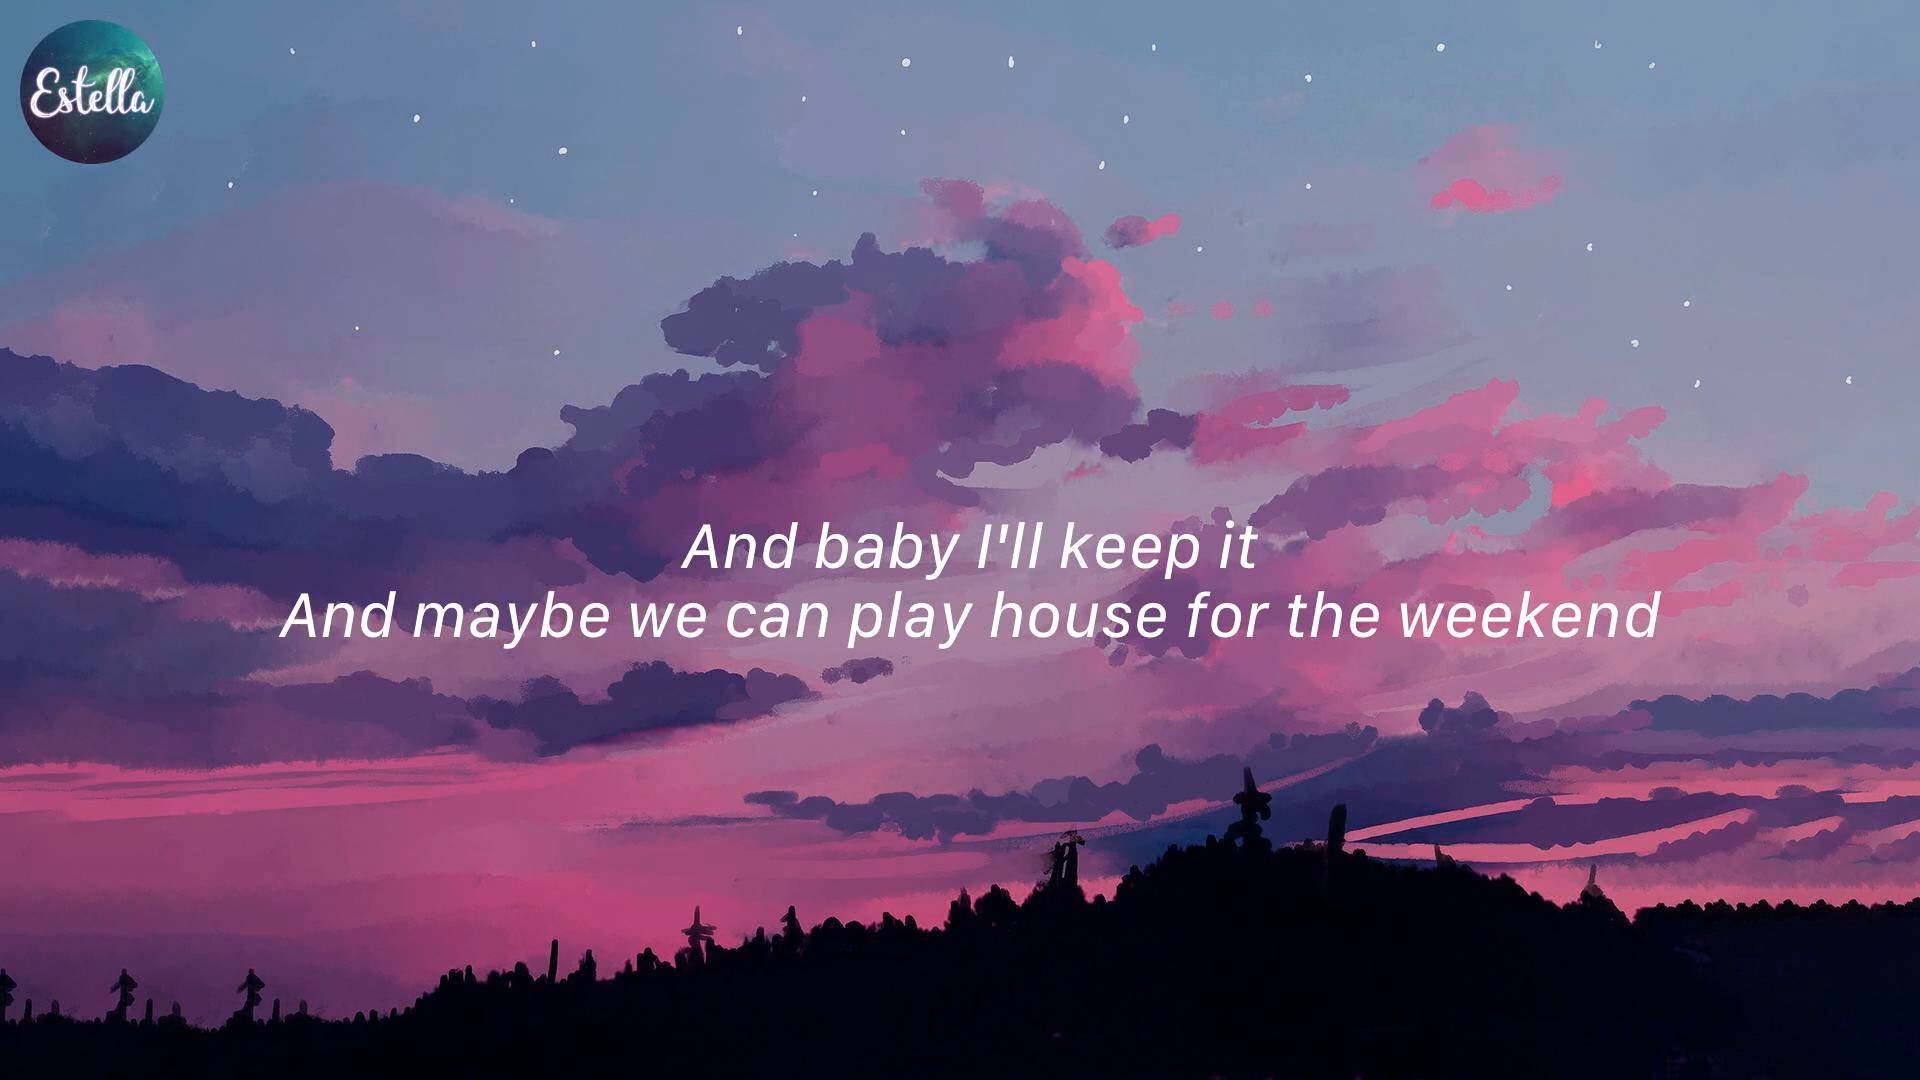 Estella
And baby I'll keep it
And maybe we can play house for the weekend